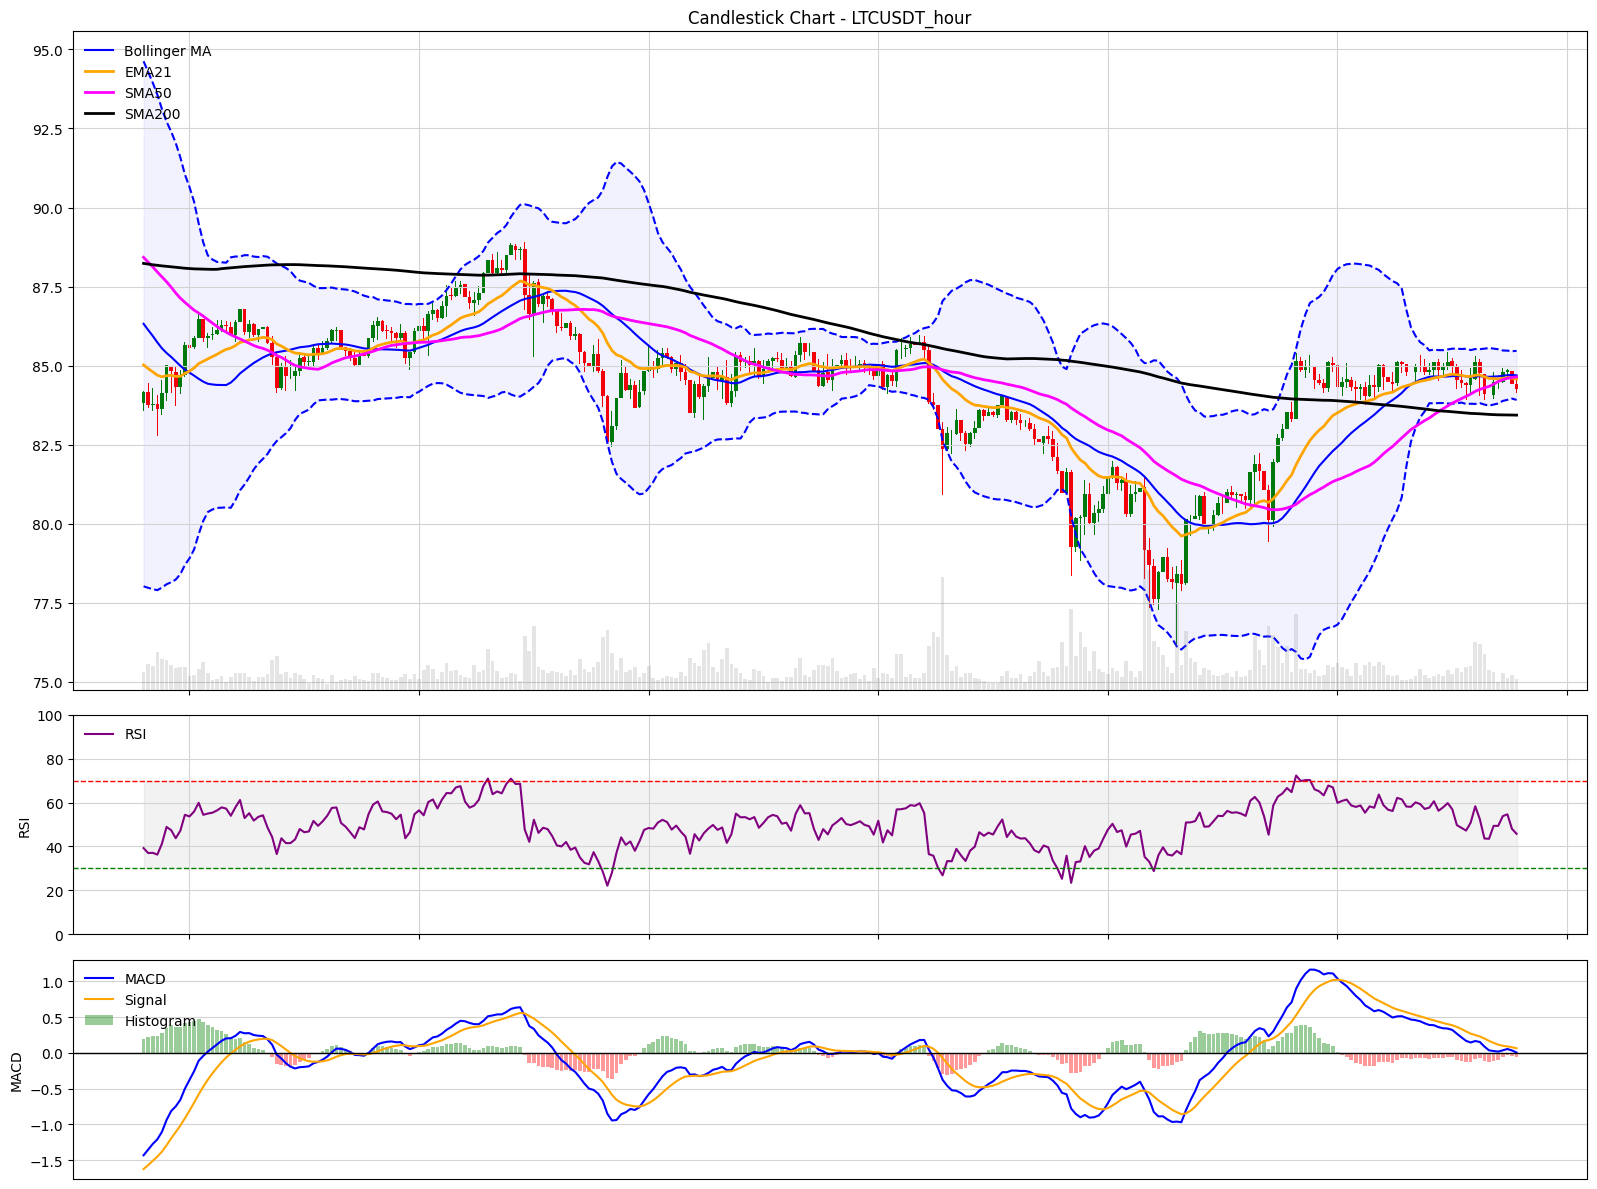 Candlestick Chart - LTCUSDT_hour
95.0
92.5
90.0
87.5
85.0
82.5
80.0
77.5
75.0
Bollinger MA
EMA21
SMA50
SMA200
100
80
60
40
20
0
RSI
RSI
1.0
0.5
0.0
−0.5
−1.0
−1.5
MACD
MACD
Signal
Histogram